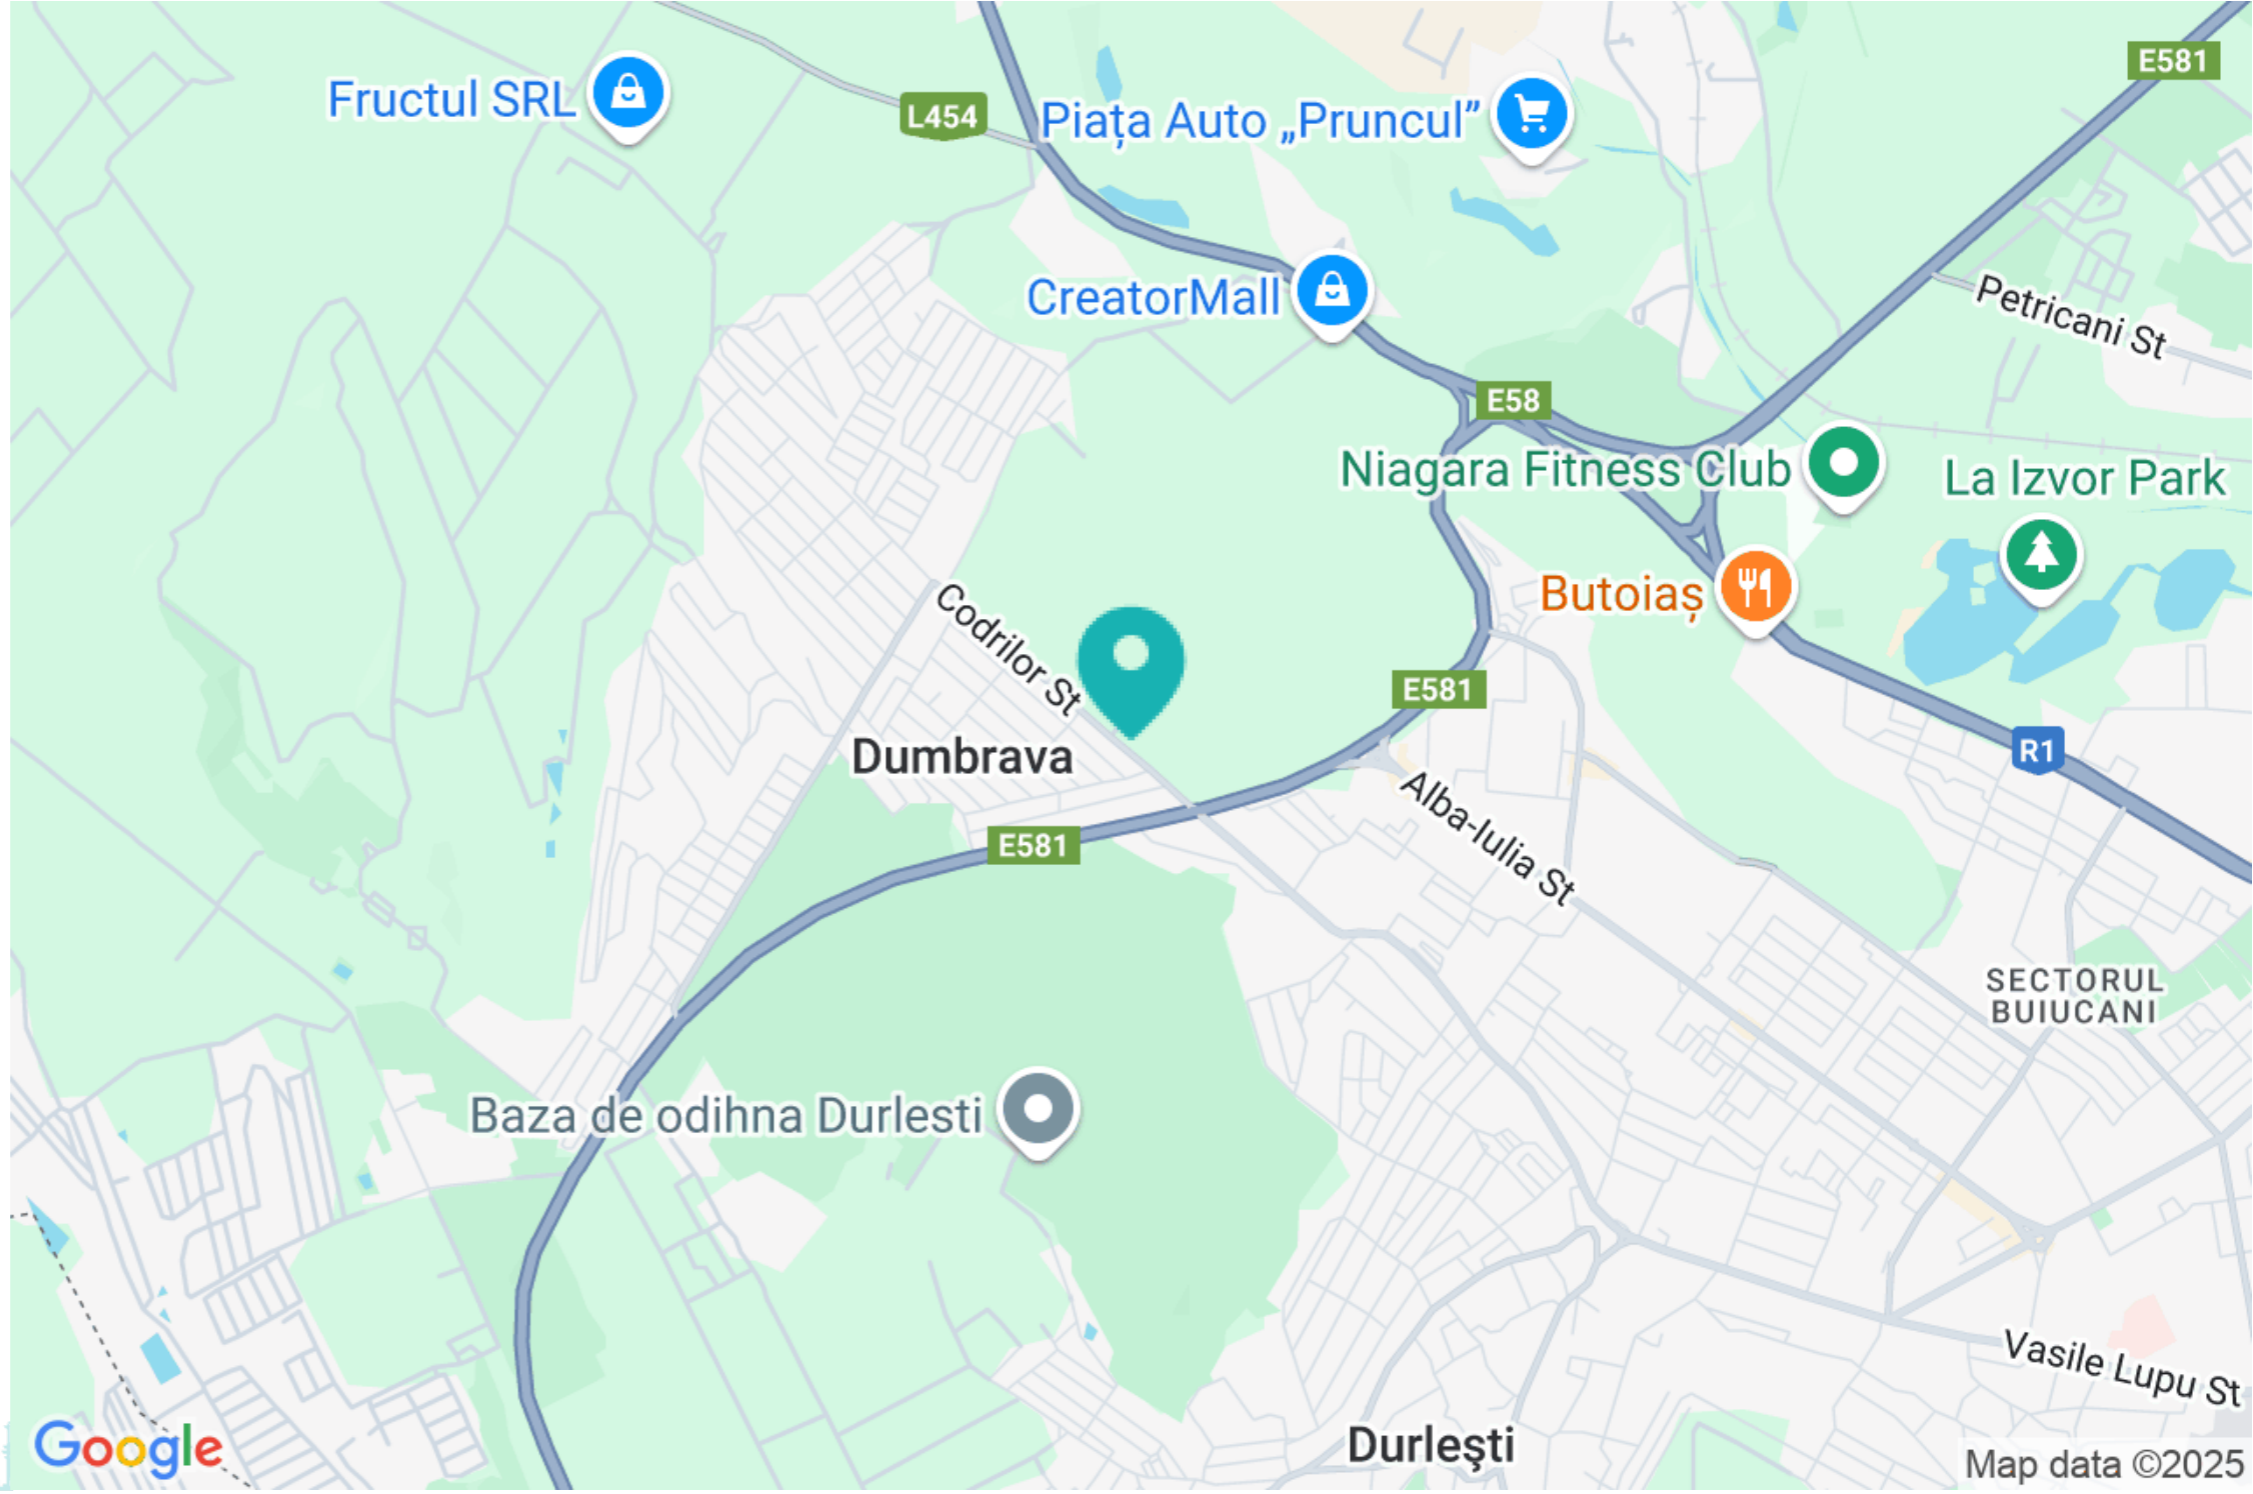 E581
Fructul SRL
L454
Piața Auto „Pruncul”
CreatorMall
Petricani St
E58
Niagara Fitness Club
La Izvor Park
Butoiaș
Codrilor St
E581
Dumbrava
R1
Alba-Iulia St
E581
SECTORUL
BUIUCANI
Baza de odihna Durlesti
Vasile Lupu St
Durleşti
Google
Map data ©2025